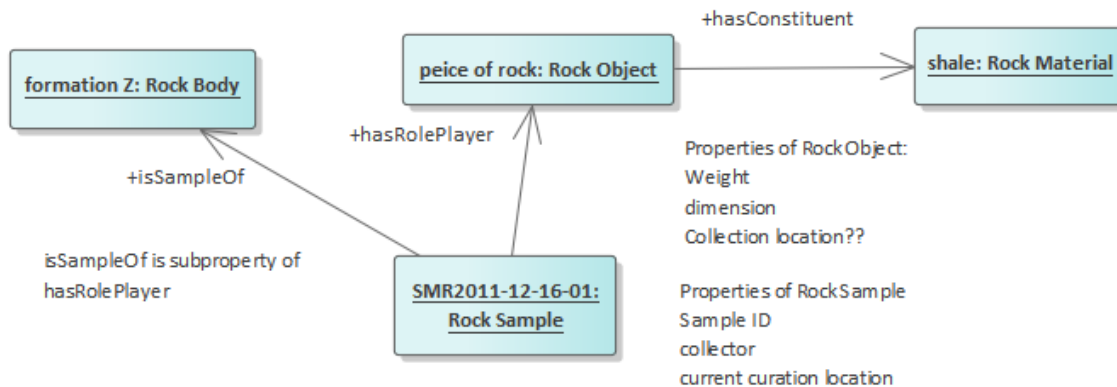 +hasConstituent
formation Z: Rock Body
peice of rock: Rock Object
shale: Rock Material
+hasRolePlayer
+isSampleOf
Properties of RockObject:
Weight
dimension
Collection location??
isSampleOf is subproperty of
hasRolePlayer
SMR2011-12-16-01:
Rock Sample
Properties of RockSample
Sample ID
collector
current curation location